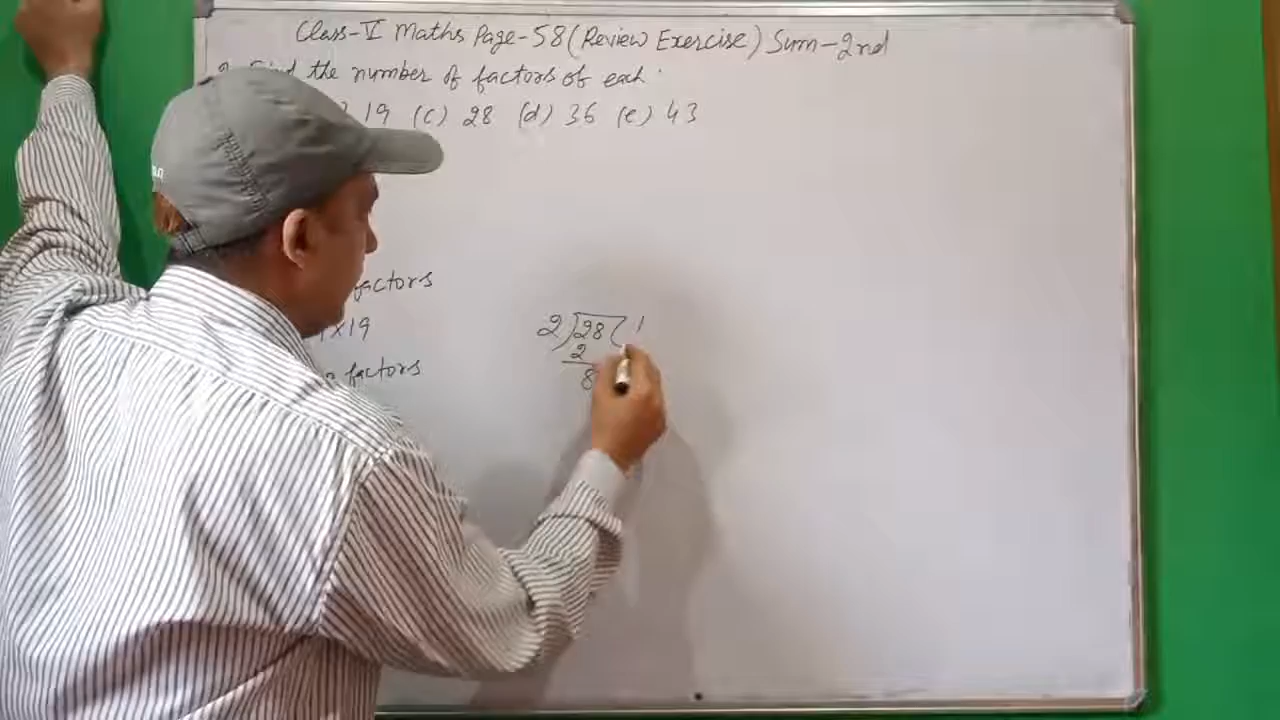 Class-V Maths Page-58 (Review Exercise) Sum-2nd
Find the number of factors of each
19 (c) 28 (d) 36 (e) 43
factors
×19
factors
2)28(1
2
8